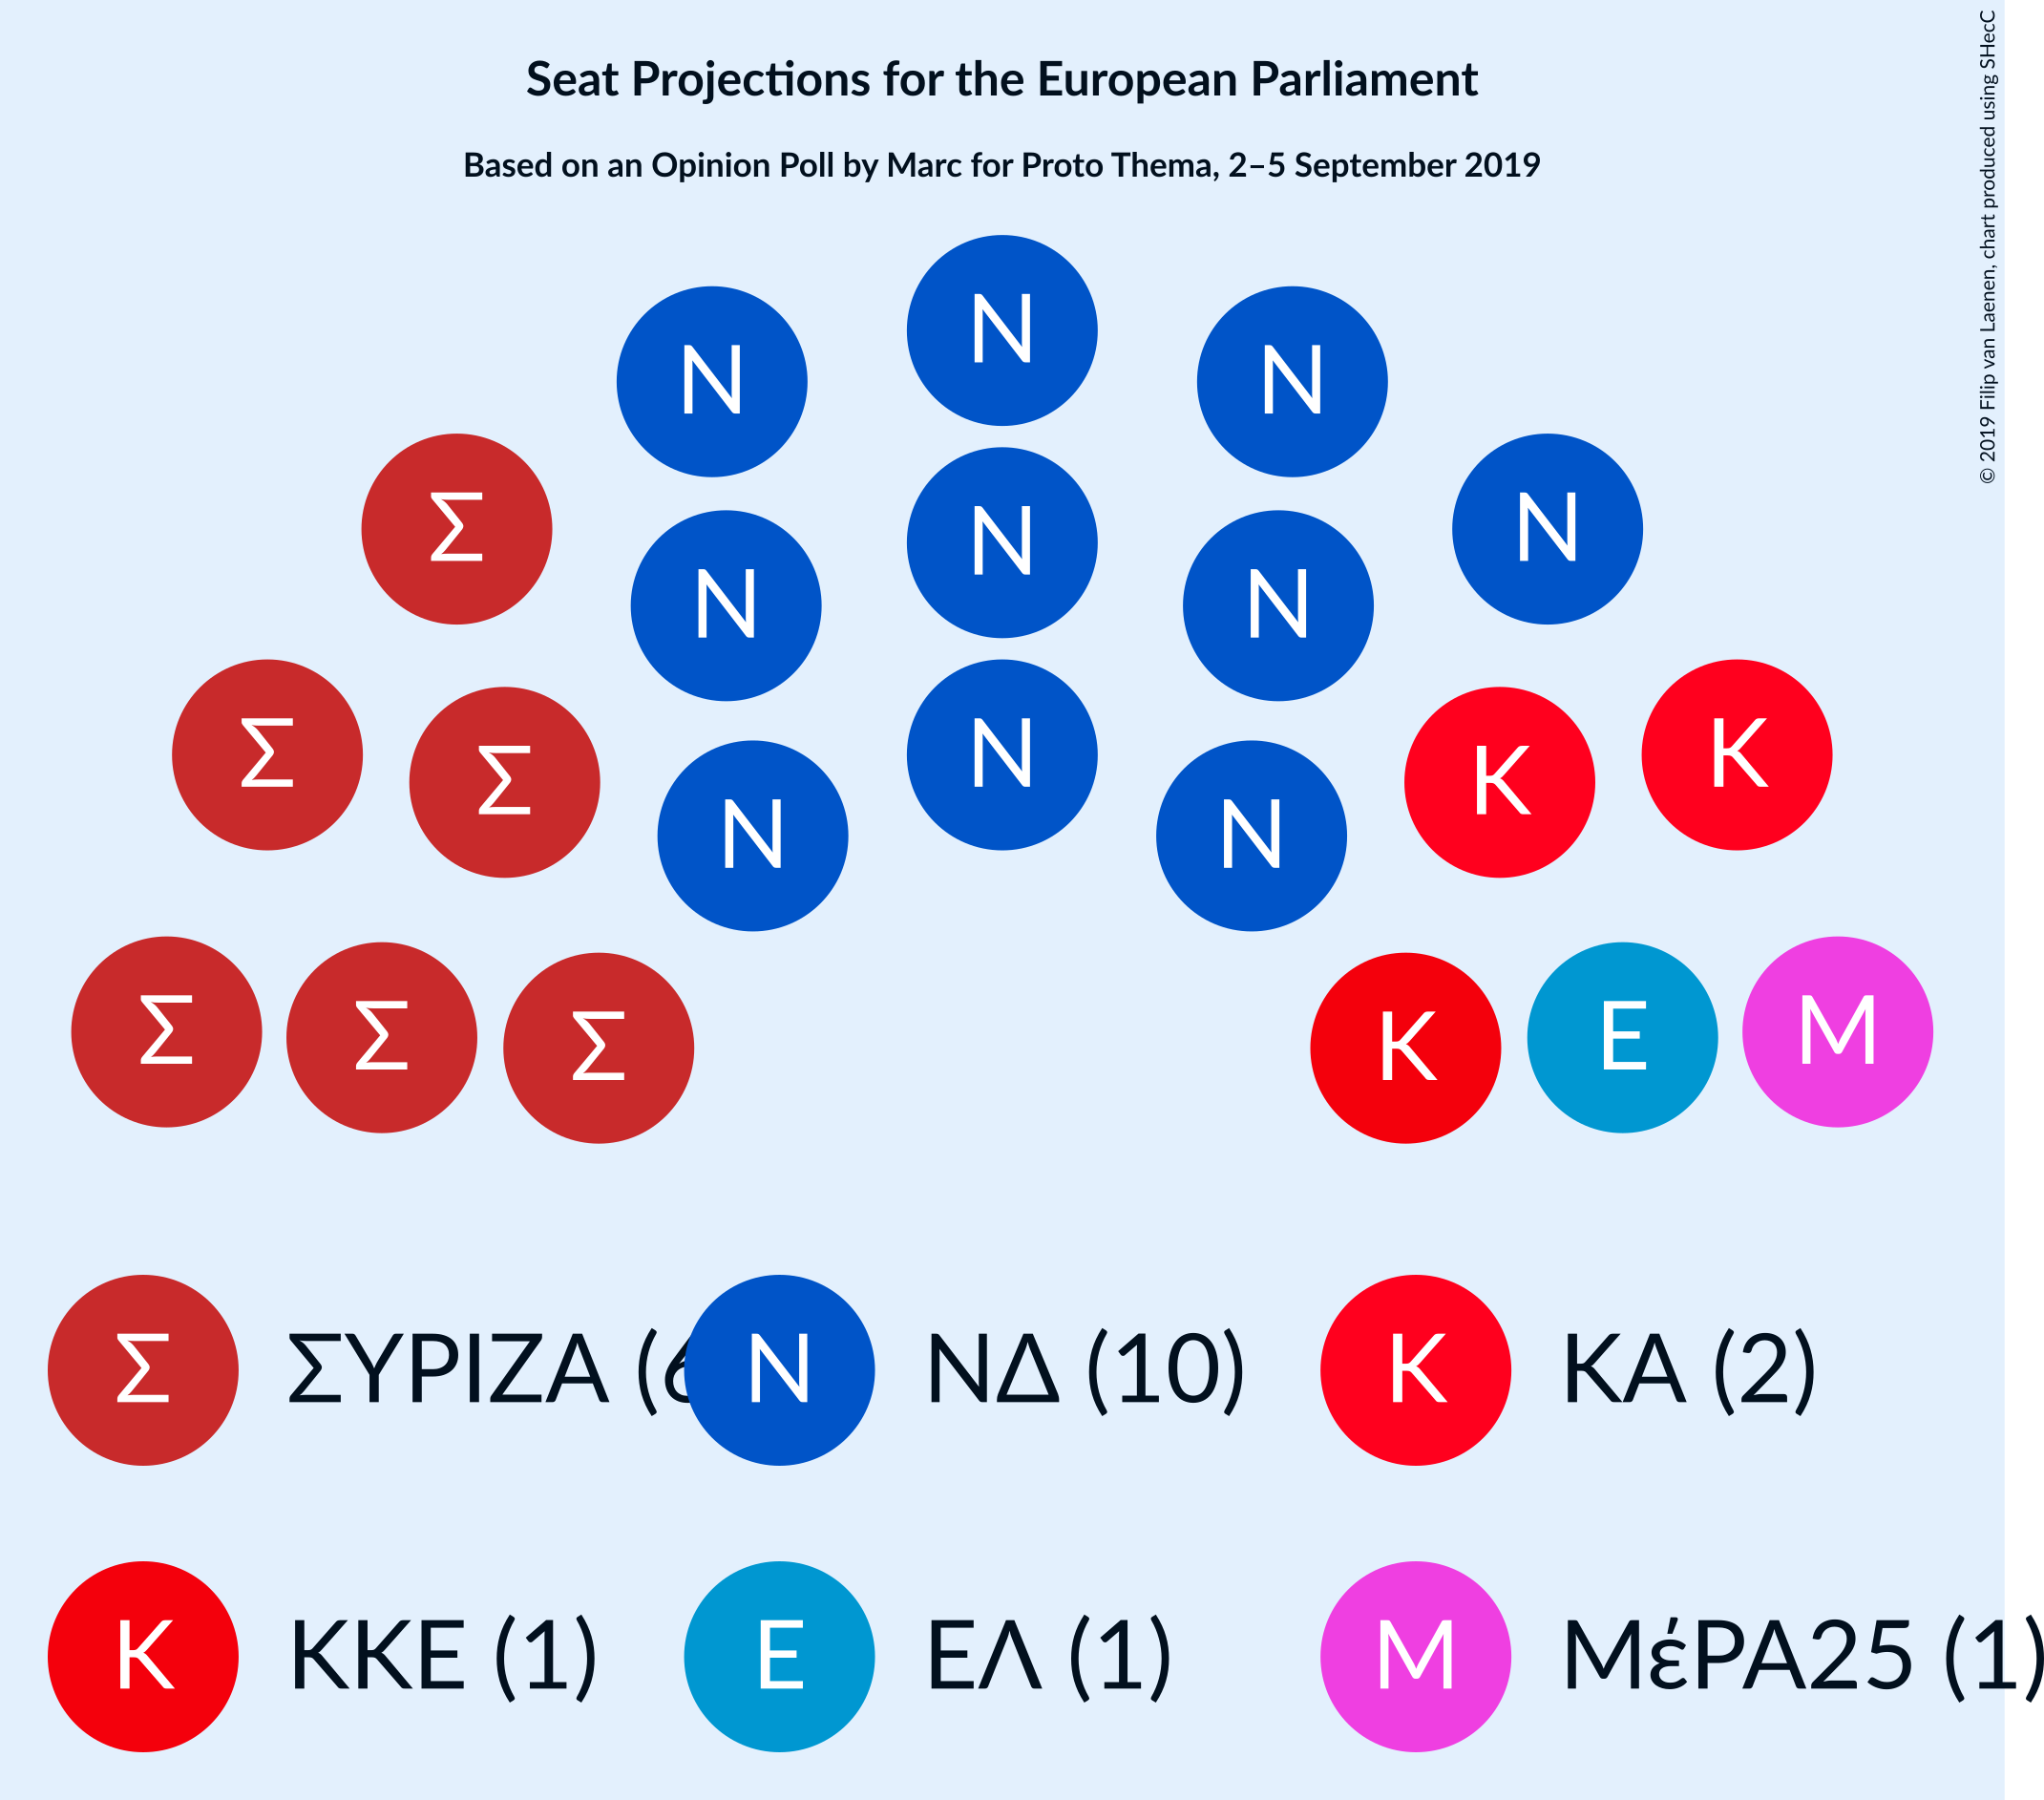 Seat Projections for the European Parliament
Based on an Opinion Poll by Marc for Proto Thema, 2–5 September 2019
© 2019 Filip van Laenen, chart produced using SHecC
N
N N
Σ N
N
N N
Σ K
Σ N K
N N
Σ Σ Σ K E M
Σ ΣΥΡΙΖΑ (6 N ΝΔ (10) K ΚΑ (2)
K ΚΚΕ (1) E ΕΛ (1) M ΜέΡΑ25 (1)